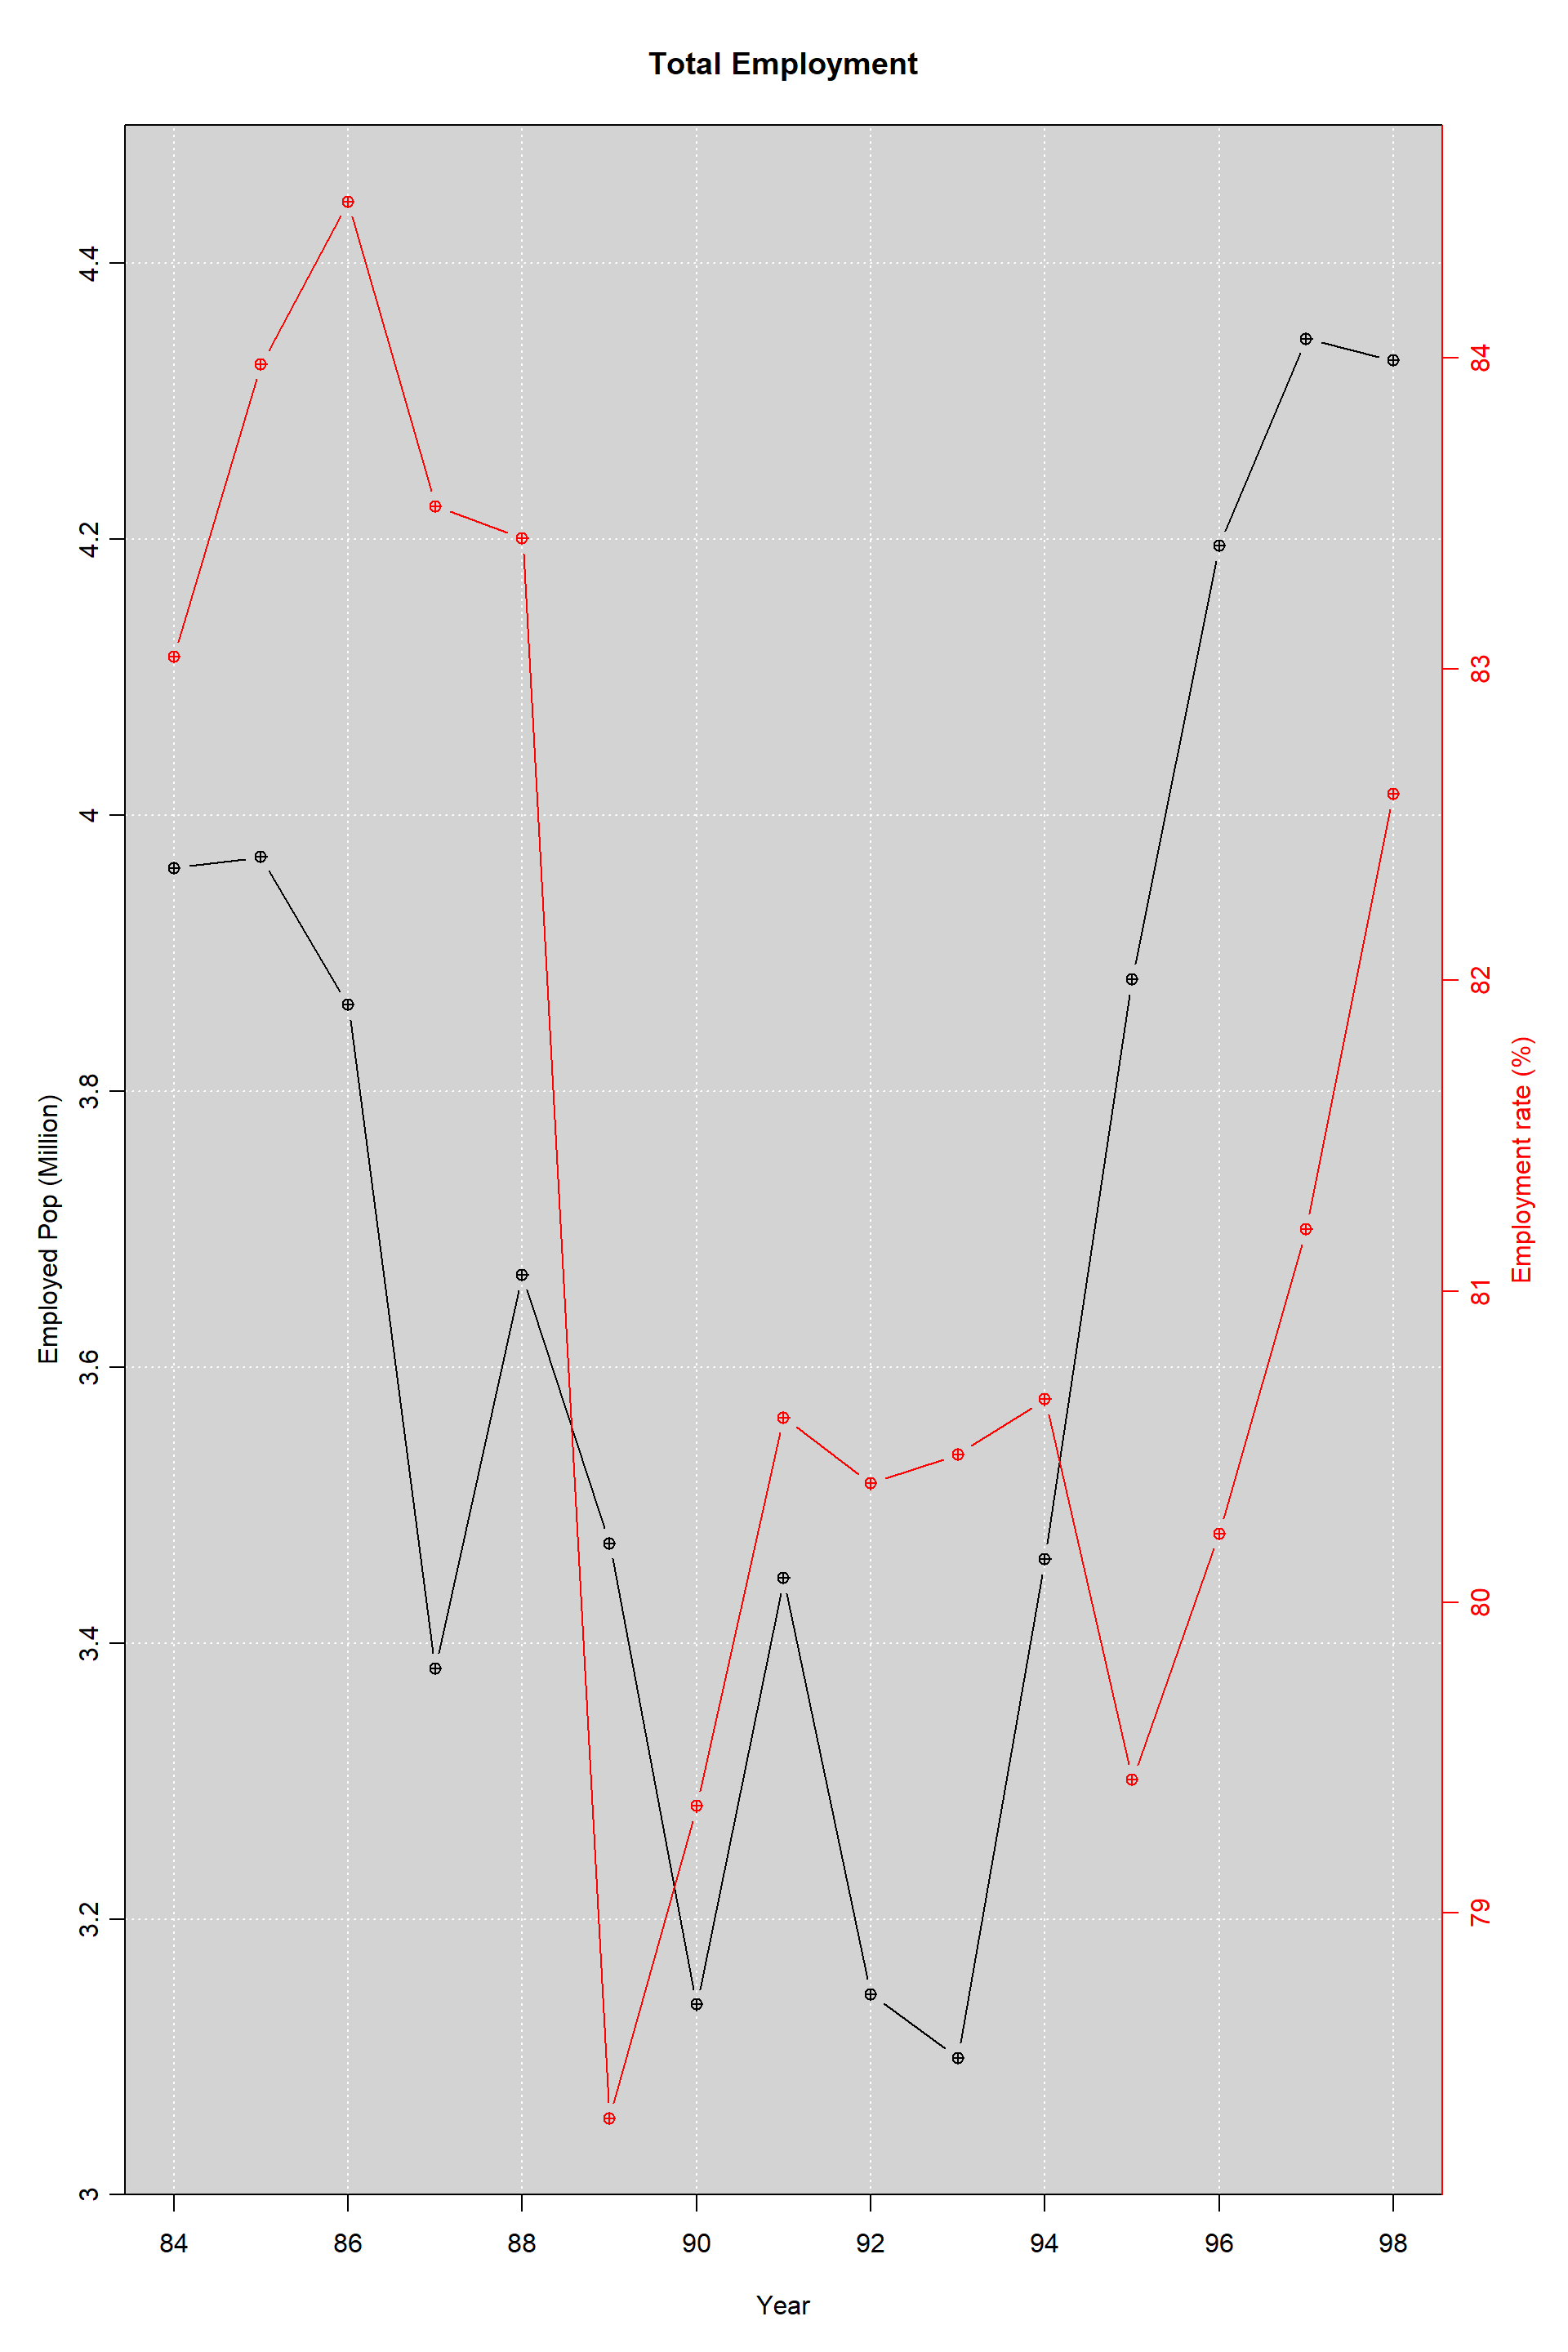 Total Employment
4.4
4.2
4
3.8
3.6
3.4
3.2
3
Employed Pop (Million)
84
83
82
81
80
79
Employment rate (%)
84 86 88 90 92 94 96 98
Year